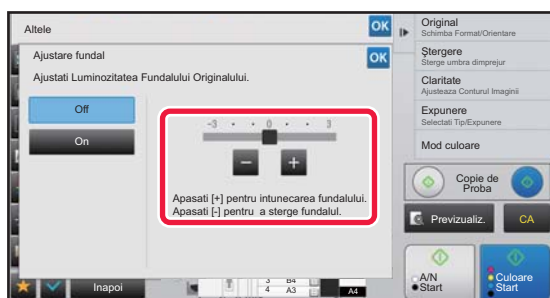 Altele
OK
Ajustare fundal
OK
Ajustati Luminozitatea Fundalului Originalului.
Off
On
-3 · · 0 · · 3
Apasati [+] pentru intunecarea fundalului.
Apasati [-] pentru a sterge fundalul.
Inapoi
3 B4
4 A3
A4
Original
Schimba Format/Orientare
Ştergere
Sterge umbra dimprejur
Claritate
Ajusteaza Conturul Imaginii
Expunere
Selectati Tip/Expunere
Mod culoare
Copie de
Proba
Previzualiz.
CA
A/N
Start
Culoare
Start